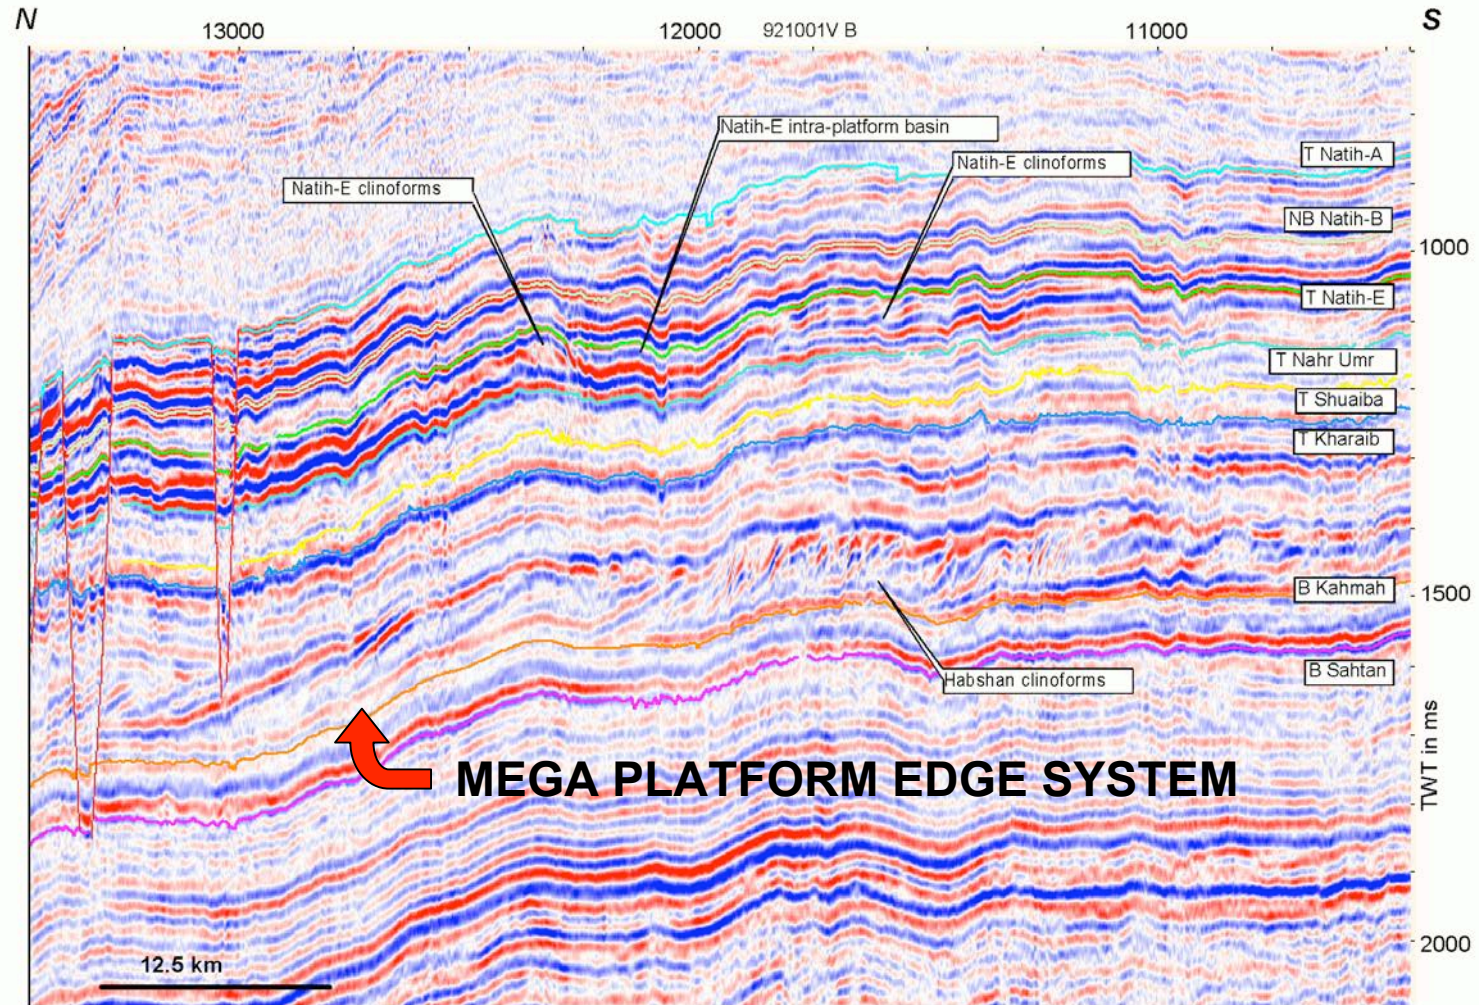 N
S
13000
12000
921001V B
11000
Natih-E intra-platform basin
Natih-E clinoforms
T Natih-A
Natih-E clinoforms
NB Natih-B
1000
T Natih-E
T Nahr Umr
T Shuaiba
T Kharaib
B Kahmah
1500
B Sahtan
Habshan clinoforms
TWT in ms
MEGA PLATFORM EDGE SYSTEM
2000
12.5 km